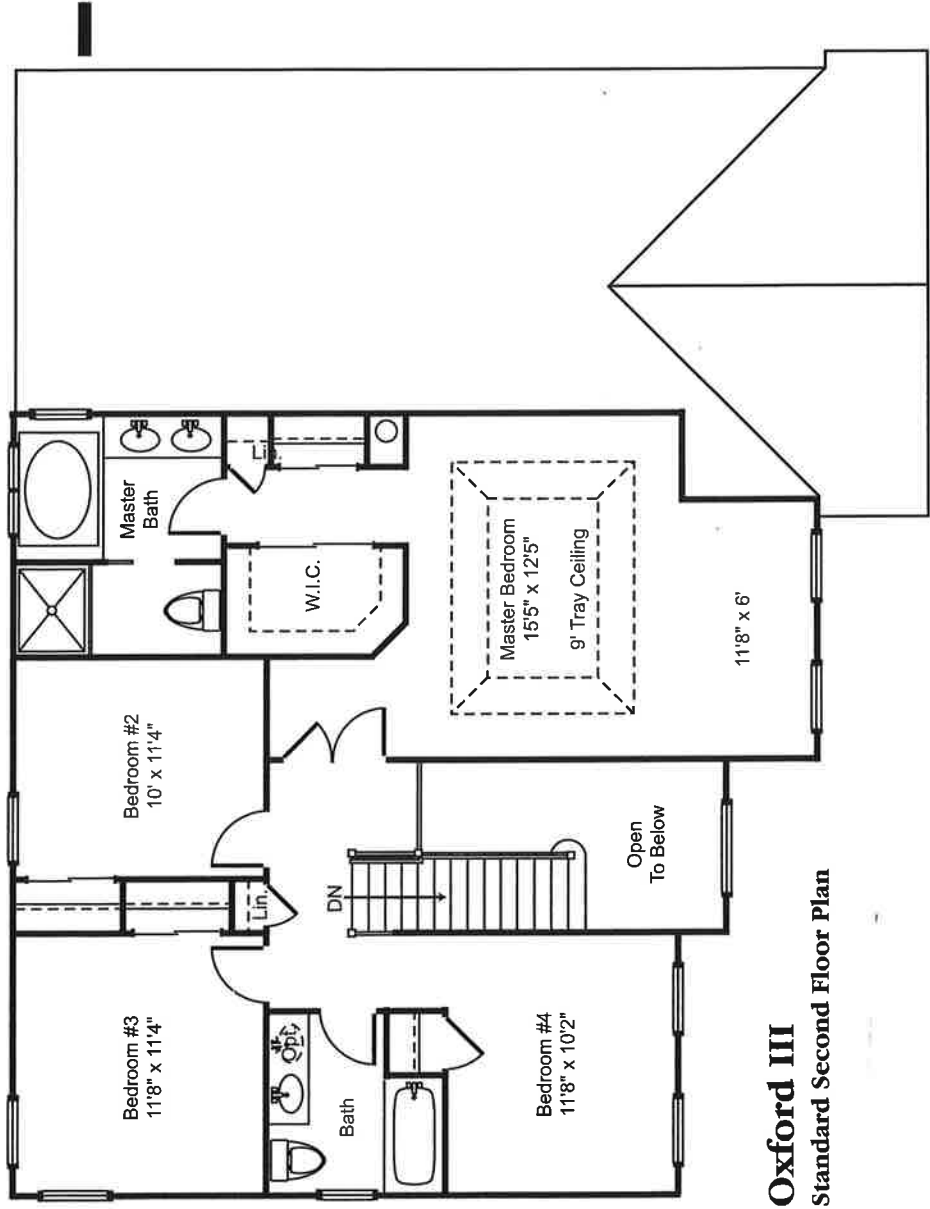 Bedroom #3
11'8" x 11'4"
Bedroom #2
10' x 11'4"
Master
Bath
Lin.
Opt.
Bath
Lin.
DN
W.I.C.
Bedroom #4
11'8" x 10'2"
Open
To Below
Master Bedroom
15'5" x 12'5"
9' Tray Ceiling
11'8" x 6'
Oxford III
Standard Second Floor Plan